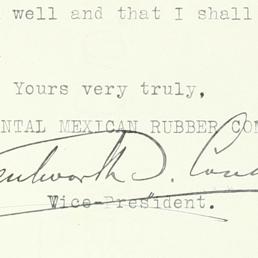 well and that I shall
Yours very truly,
NTAL MEXICAN RUBBER COM
Vice-President.